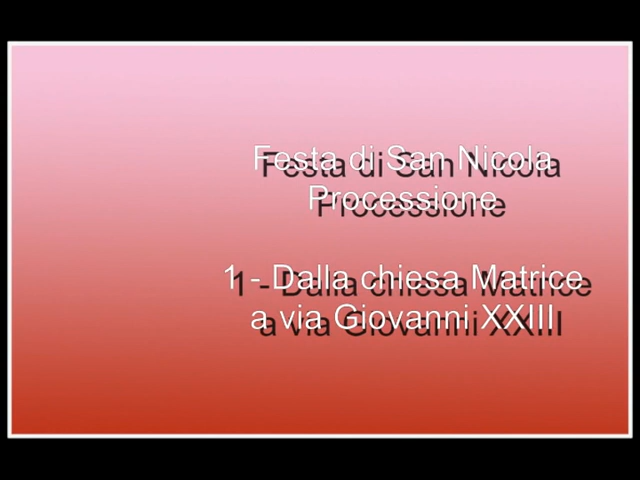 Festa di San Nicola
Processione
1 - Dalla chiesa Matrice
a via Giovanni XXIII